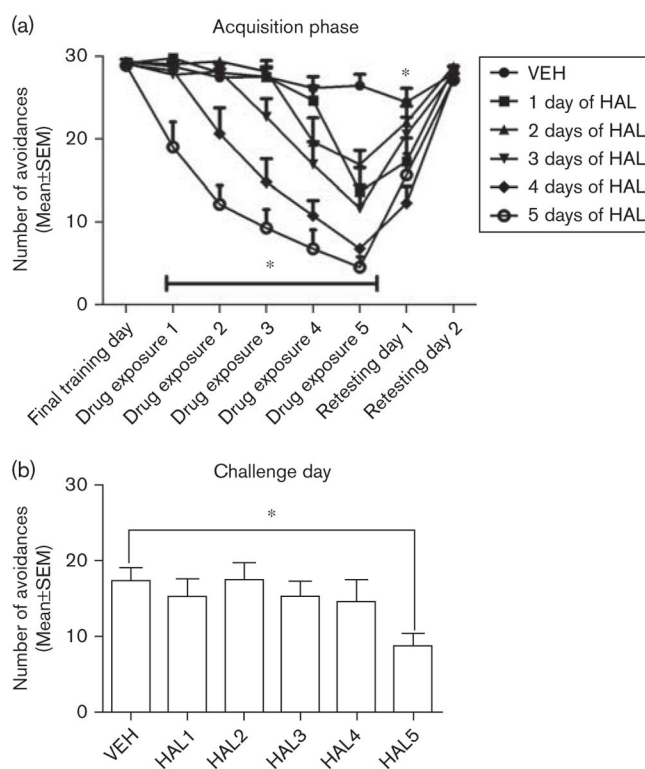 (a)
Acquisition phase
Number of avoidances
(Mean±SEM)
30
20
10
0
*
*
VEH
1 day of HAL
2 days of HAL
3 days of HAL
4 days of HAL
5 days of HAL
Final training day
Drug exposure 1
Drug exposure 2
Drug exposure 3
Drug exposure 4
Drug exposure 5
Retesting day 1
Retesting day 2
(b)
Challenge day
Number of avoidances
(Mean±SEM)
30
20
10
0
*
VEH
HAL1
HAL2
HAL3
HAL4
HAL5